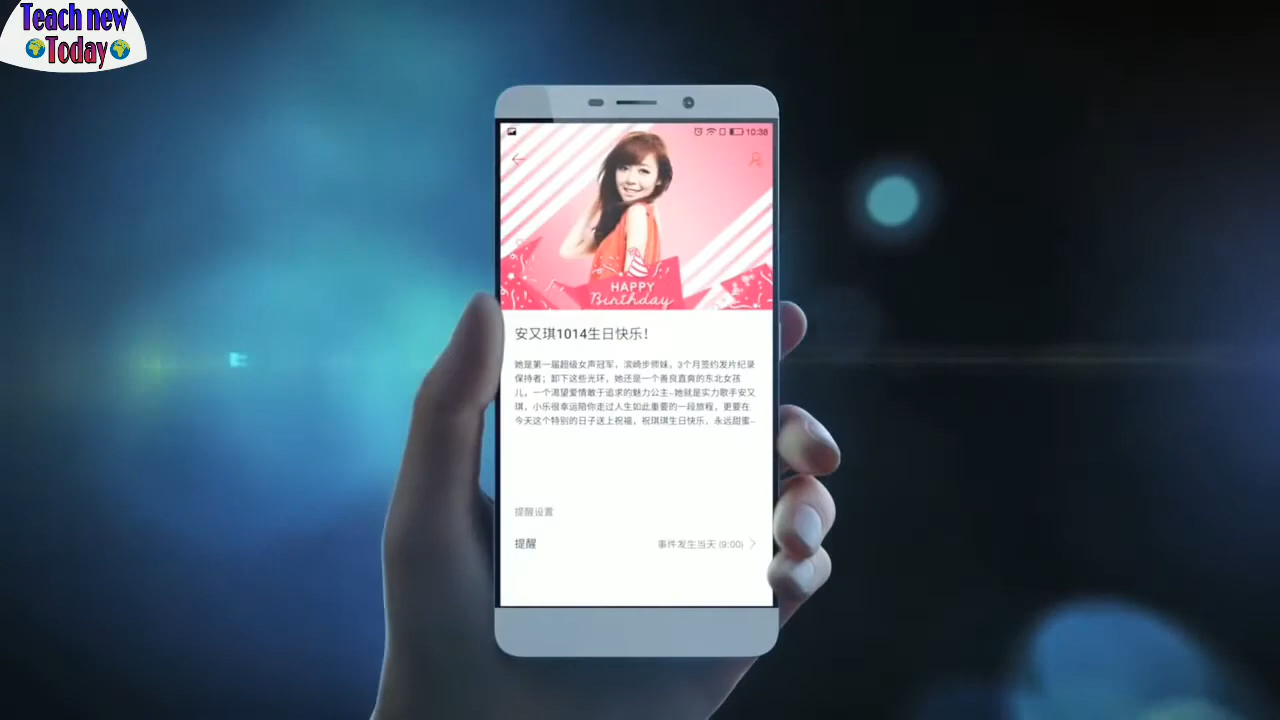 Teach new
Today
10:38
HAPPY
Birthday
安又琪1014生日快乐!
她是第一届超级女声冠军，滨崎步师妹，3个月签约发片纪录
保持者；卸下这些光环，她还是一个善良直爽的东北女孩
儿，一个渴望爱情敢于追求的魅力公主~她就是实力歌手安又
琪，小乐很幸运陪你走过人生如此重要的一段旅程，更要在
今天这个特别的日子送上祝福，祝琪琪生日快乐，永远甜蜜~
提醒设置
提醒
事件发生当天 (9:00)